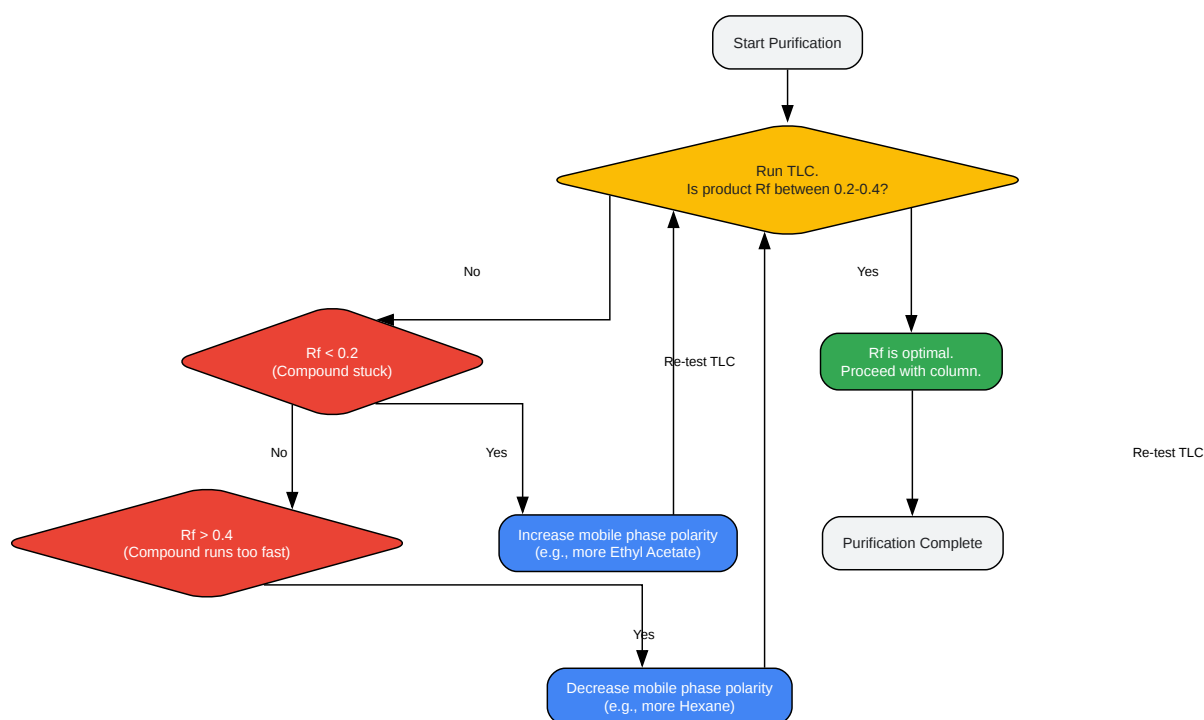 Start Purification
Run TLC.
Is product Rf between 0.2-0.4?
No
Yes
Rf < 0.2
(Compound stuck)
Re-test TLC
Rf is optimal.
Proceed with column.
No
Yes
Re-test TLC
Rf > 0.4
(Compound runs too fast)
Increase mobile phase polarity
(e.g., more Ethyl Acetate)
Purification Complete
Yes
Decrease mobile phase polarity
(e.g., more Hexane)